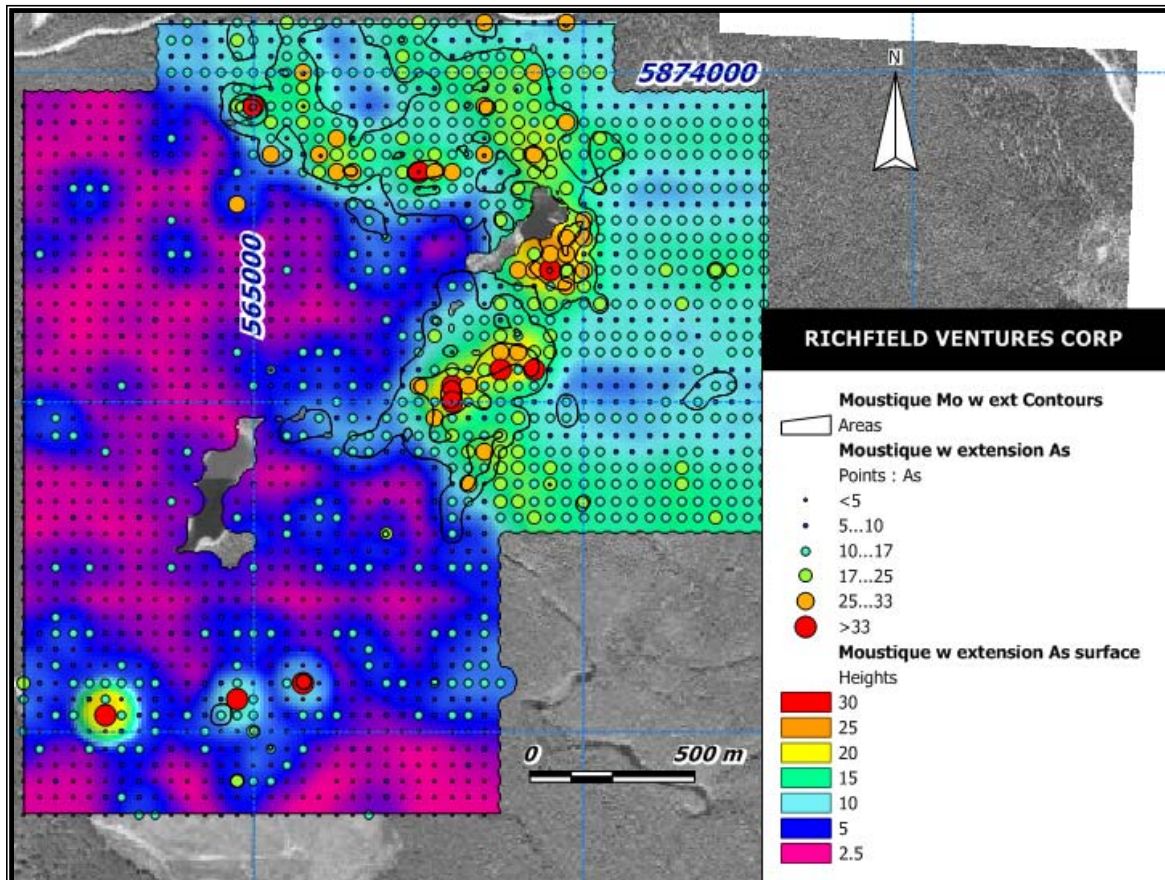 5874000
N
565000
0 500 m
RICHFIELD VENTURES CORP
Moustique Mo w ext Contours
Areas
Moustique w extension As
Points : As
<5
5...10
10...17
17...25
25...33
>33
Moustique w extension As surface
Heights
30
25
20
15
10
5
2.5